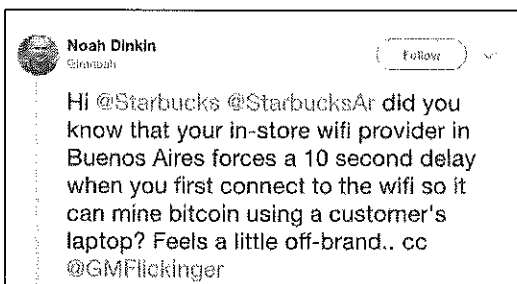 Noah Dinkin
Follow
@imnoah
Hi @Starbucks @StarbucksAr did you
know that your in-store wifi provider in
Buenos Aires forces a 10 second delay
when you first connect to the wifi so it
can mine bitcoin using a customer's
laptop? Feels a little off-brand.. cc
@GMFlickinger